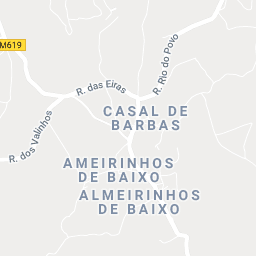 M619
R. das Eiras
R. Rio do Povo
CASAL DE
BARBAS
R. dos Valinhos
AMEIRINHOS
DE BAIXO
ALMEIRINHOS
DE BAIXO